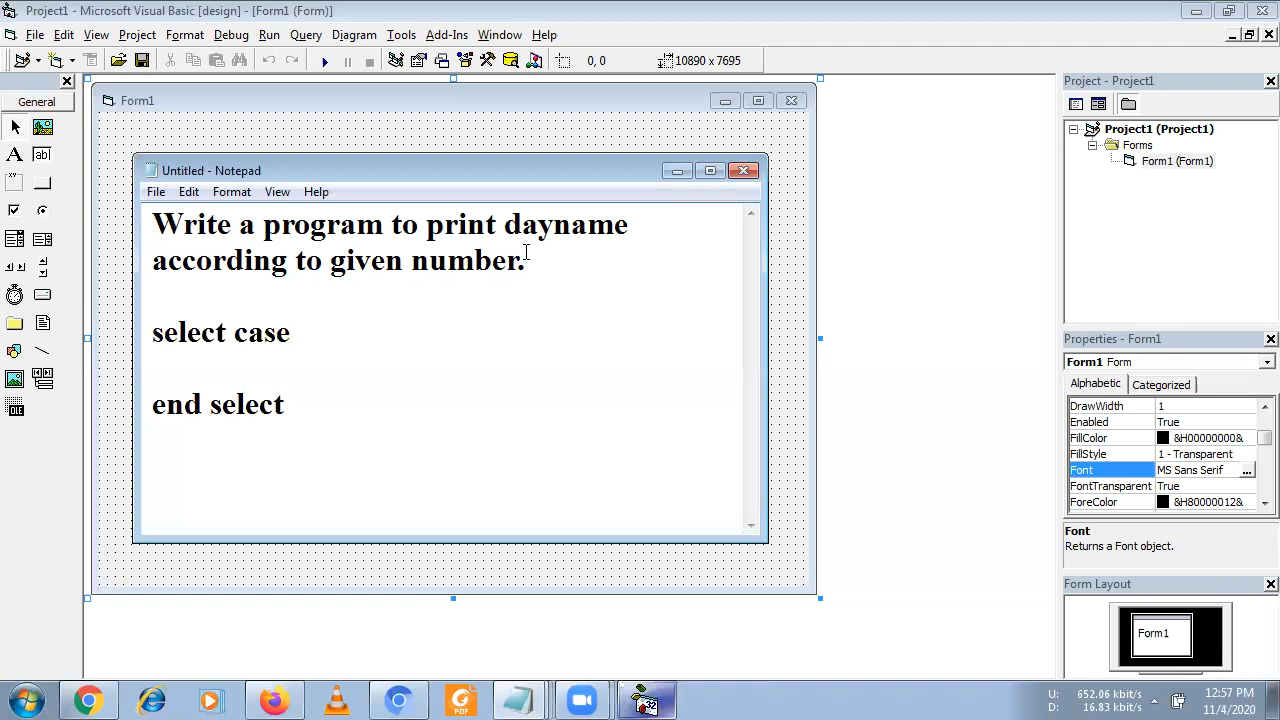 Project1 - Microsoft Visual Basic [design] - [Form1 (Form)]
File Edit View Project Format Debug Run Query Diagram Tools Add-Ins Window Help
0, 0
10890 x 7695
General
Form1
Untitled - Notepad
File Edit Format View Help
Write a program to print dayname
according to given number.
select case
end select
Project - Project1
Project1 (Project1)
Forms
Form1 (Form1)
Properties - Form1
Form1 Form
Alphabetic Categorized
DrawWidth 1
Enabled True
FillColor &H00000000&
FillStyle 1 - Transparent
Font MS Sans Serif ...
FontTransparent True
ForeColor &H80000012&
Font
Returns a Font object.
Form Layout
Form1
U: 652.06 kbit/s
D: 16.83 kbit/s
12:57 PM
11/4/2020
PDF
32
A
ab
OLE